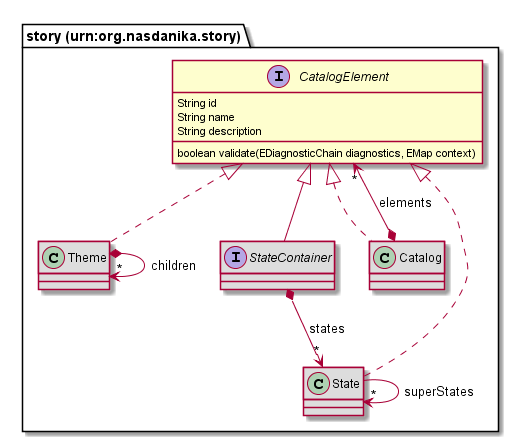 story (urn:org.nasdanika.story)
I CatalogElement
String id
String name
String description
boolean validate(EDiagnosticChain diagnostics, EMap context)
elements
*
C Theme
children
*
I StateContainer
C Catalog
states
*
C State
superStates
*